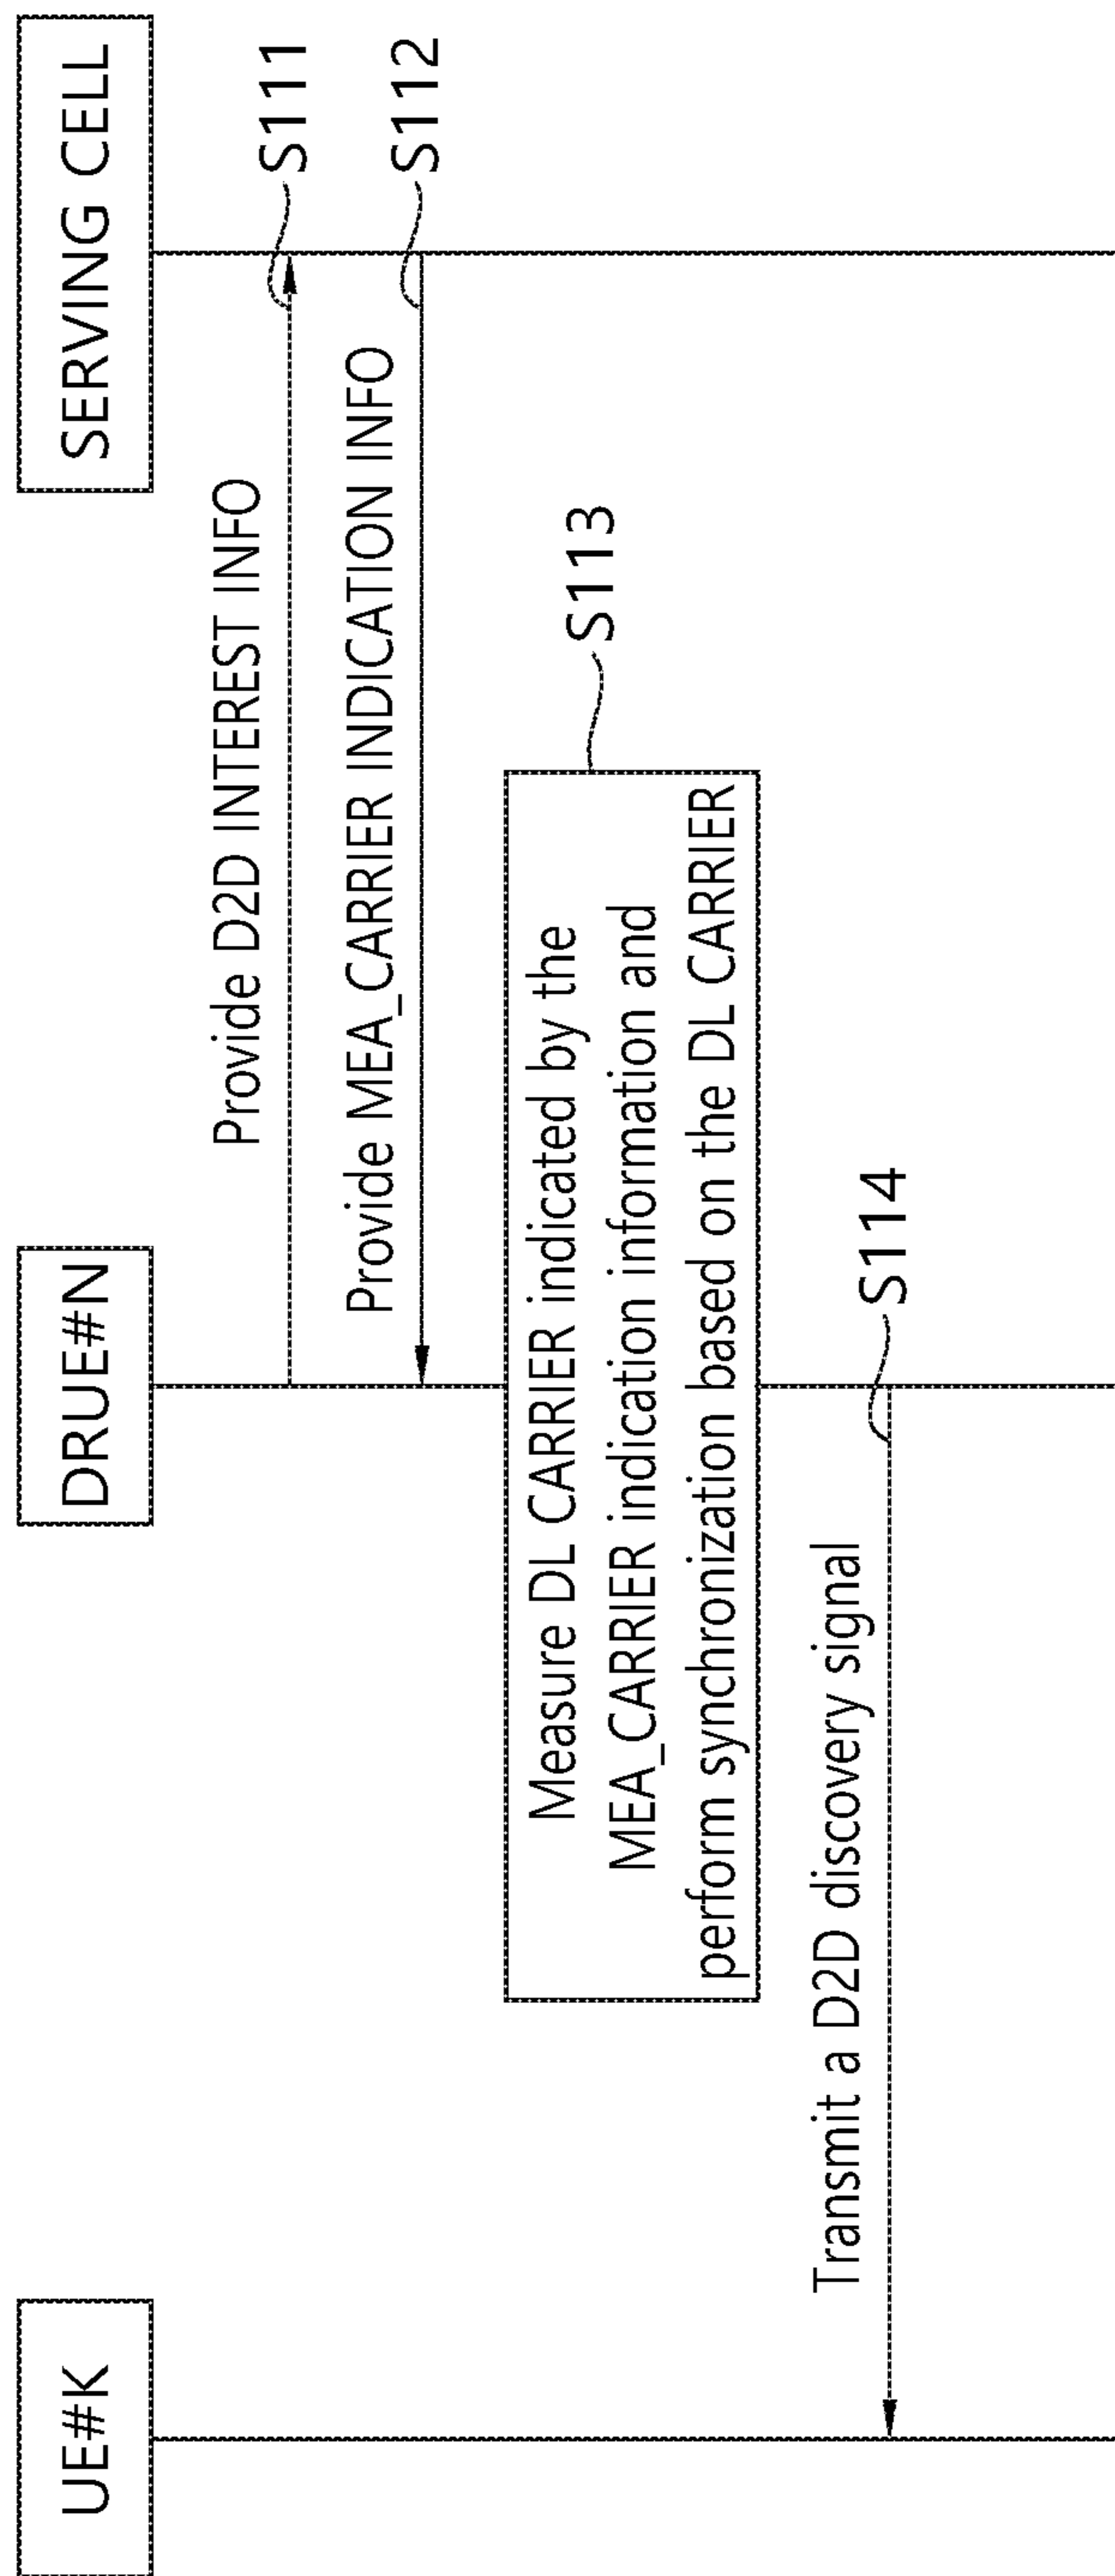 UE#K
DRUE#N
SERVING CELL
Provide D2D INTEREST INFO
S111
Provide MEA_CARRIER INDICATION INFO
S112
Measure DL CARRIER indicated by the
MEA_CARRIER indication information and
perform synchronization based on the DL CARRIER
S113
Transmit a D2D discovery signal
S114